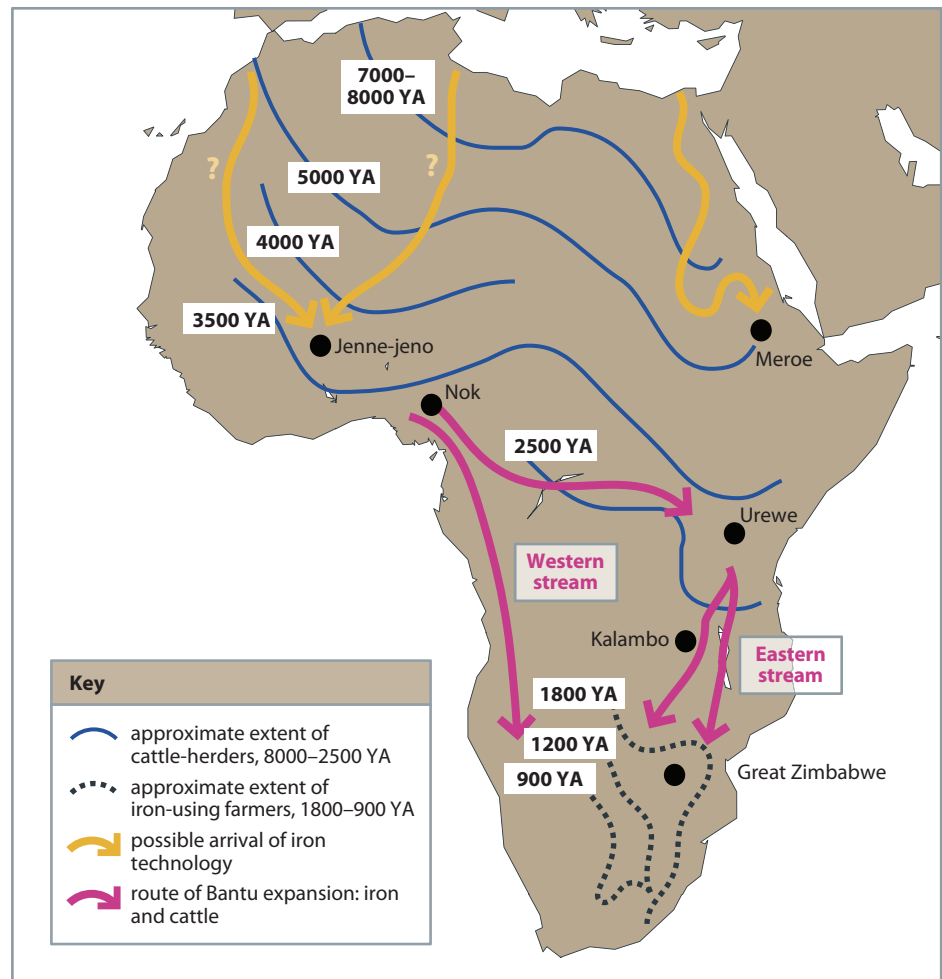 7000–
8000 YA
?
?
5000 YA
4000 YA
3500 YA
Jenne-jeno
Meroe
Nok
2500 YA
Urewe
Western
stream
Kalambo
Eastern
stream
1800 YA
1200 YA
900 YA
Great Zimbabwe
Key
approximate extent of
cattle-herders, 8000–2500 YA
approximate extent of
iron-using farmers, 1800–900 YA
possible arrival of iron
technology
route of Bantu expansion: iron
and cattle